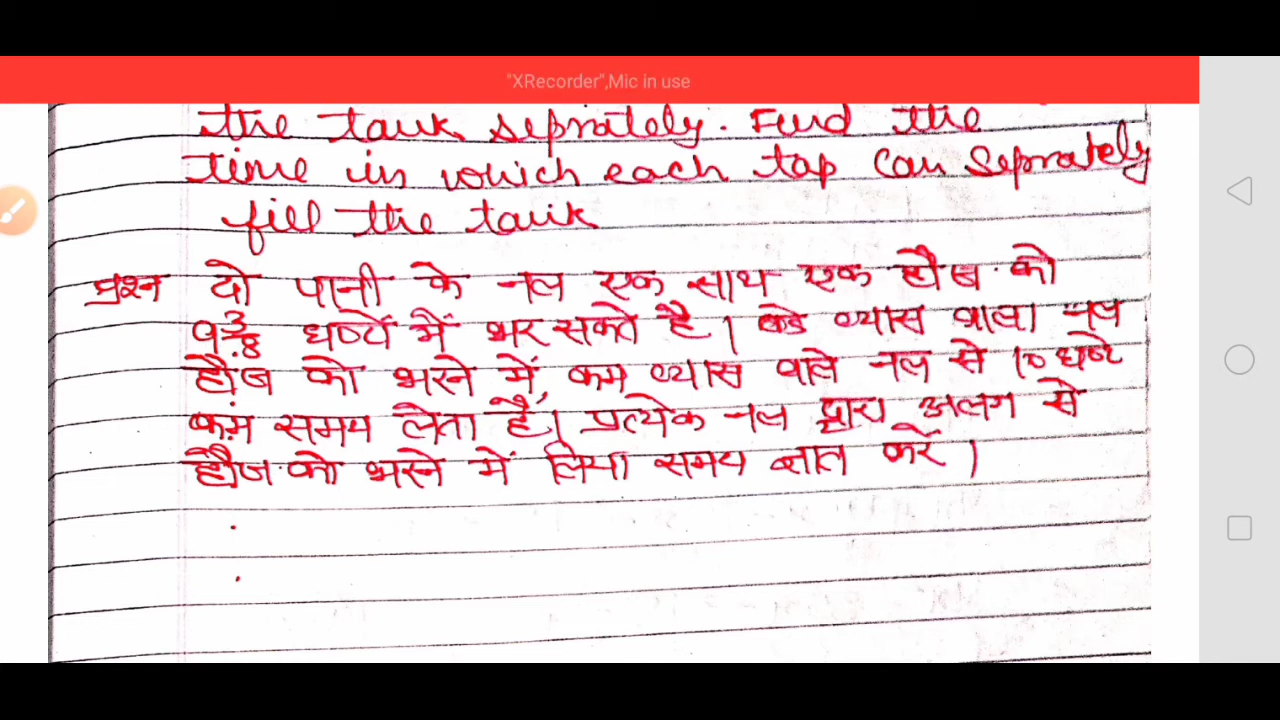 "XRecorder",Mic in use
the tank seprately. Find the
time in which each tap can seprately
fill the tank
प्रश्न दो पानी के नल एक साथ एक हौज को
9 3/8 घण्टों में भर सकते है। बडे व्यास वाला नल
हौज को भरने में, कम व्यास वाले नल से 10 घण्टे
कम समय लेता है। प्रत्येक नल द्वारा अलग से
हौज को भरने में लिया समय ज्ञात करें।